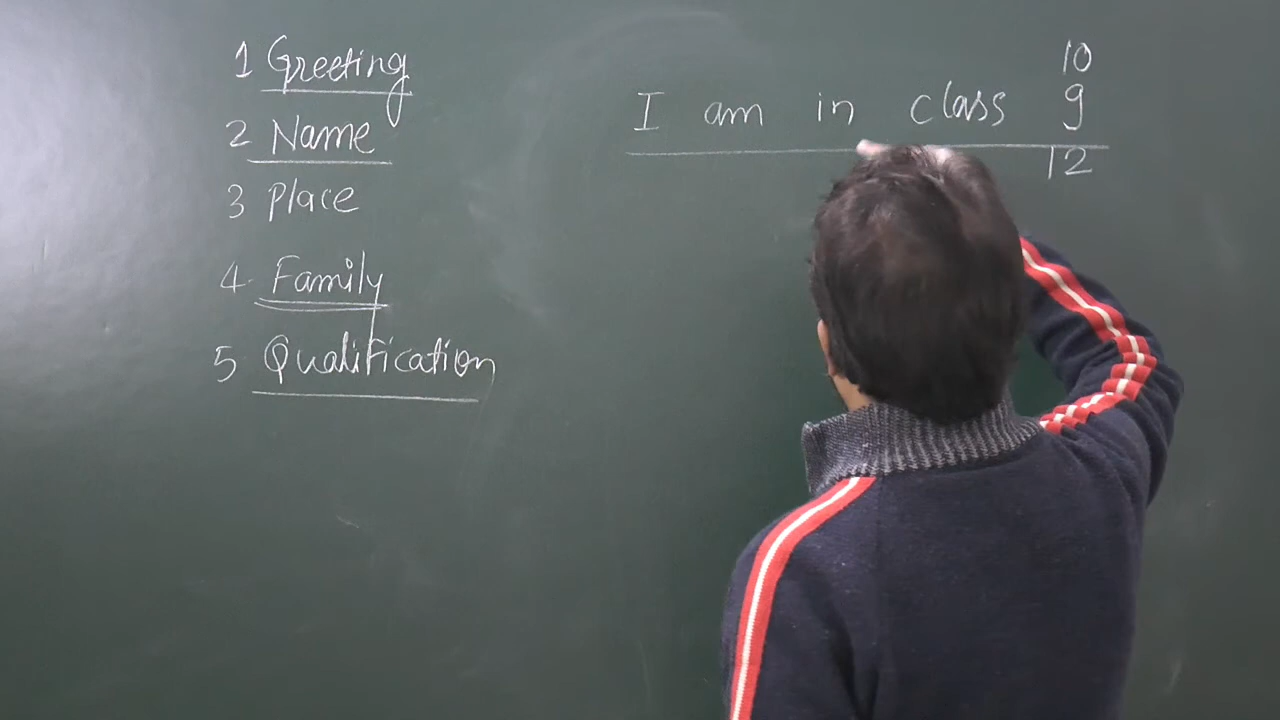 1 Greeting
2 Name
3 Place
4. Family
5 Qualification
10
I am in class 9
12